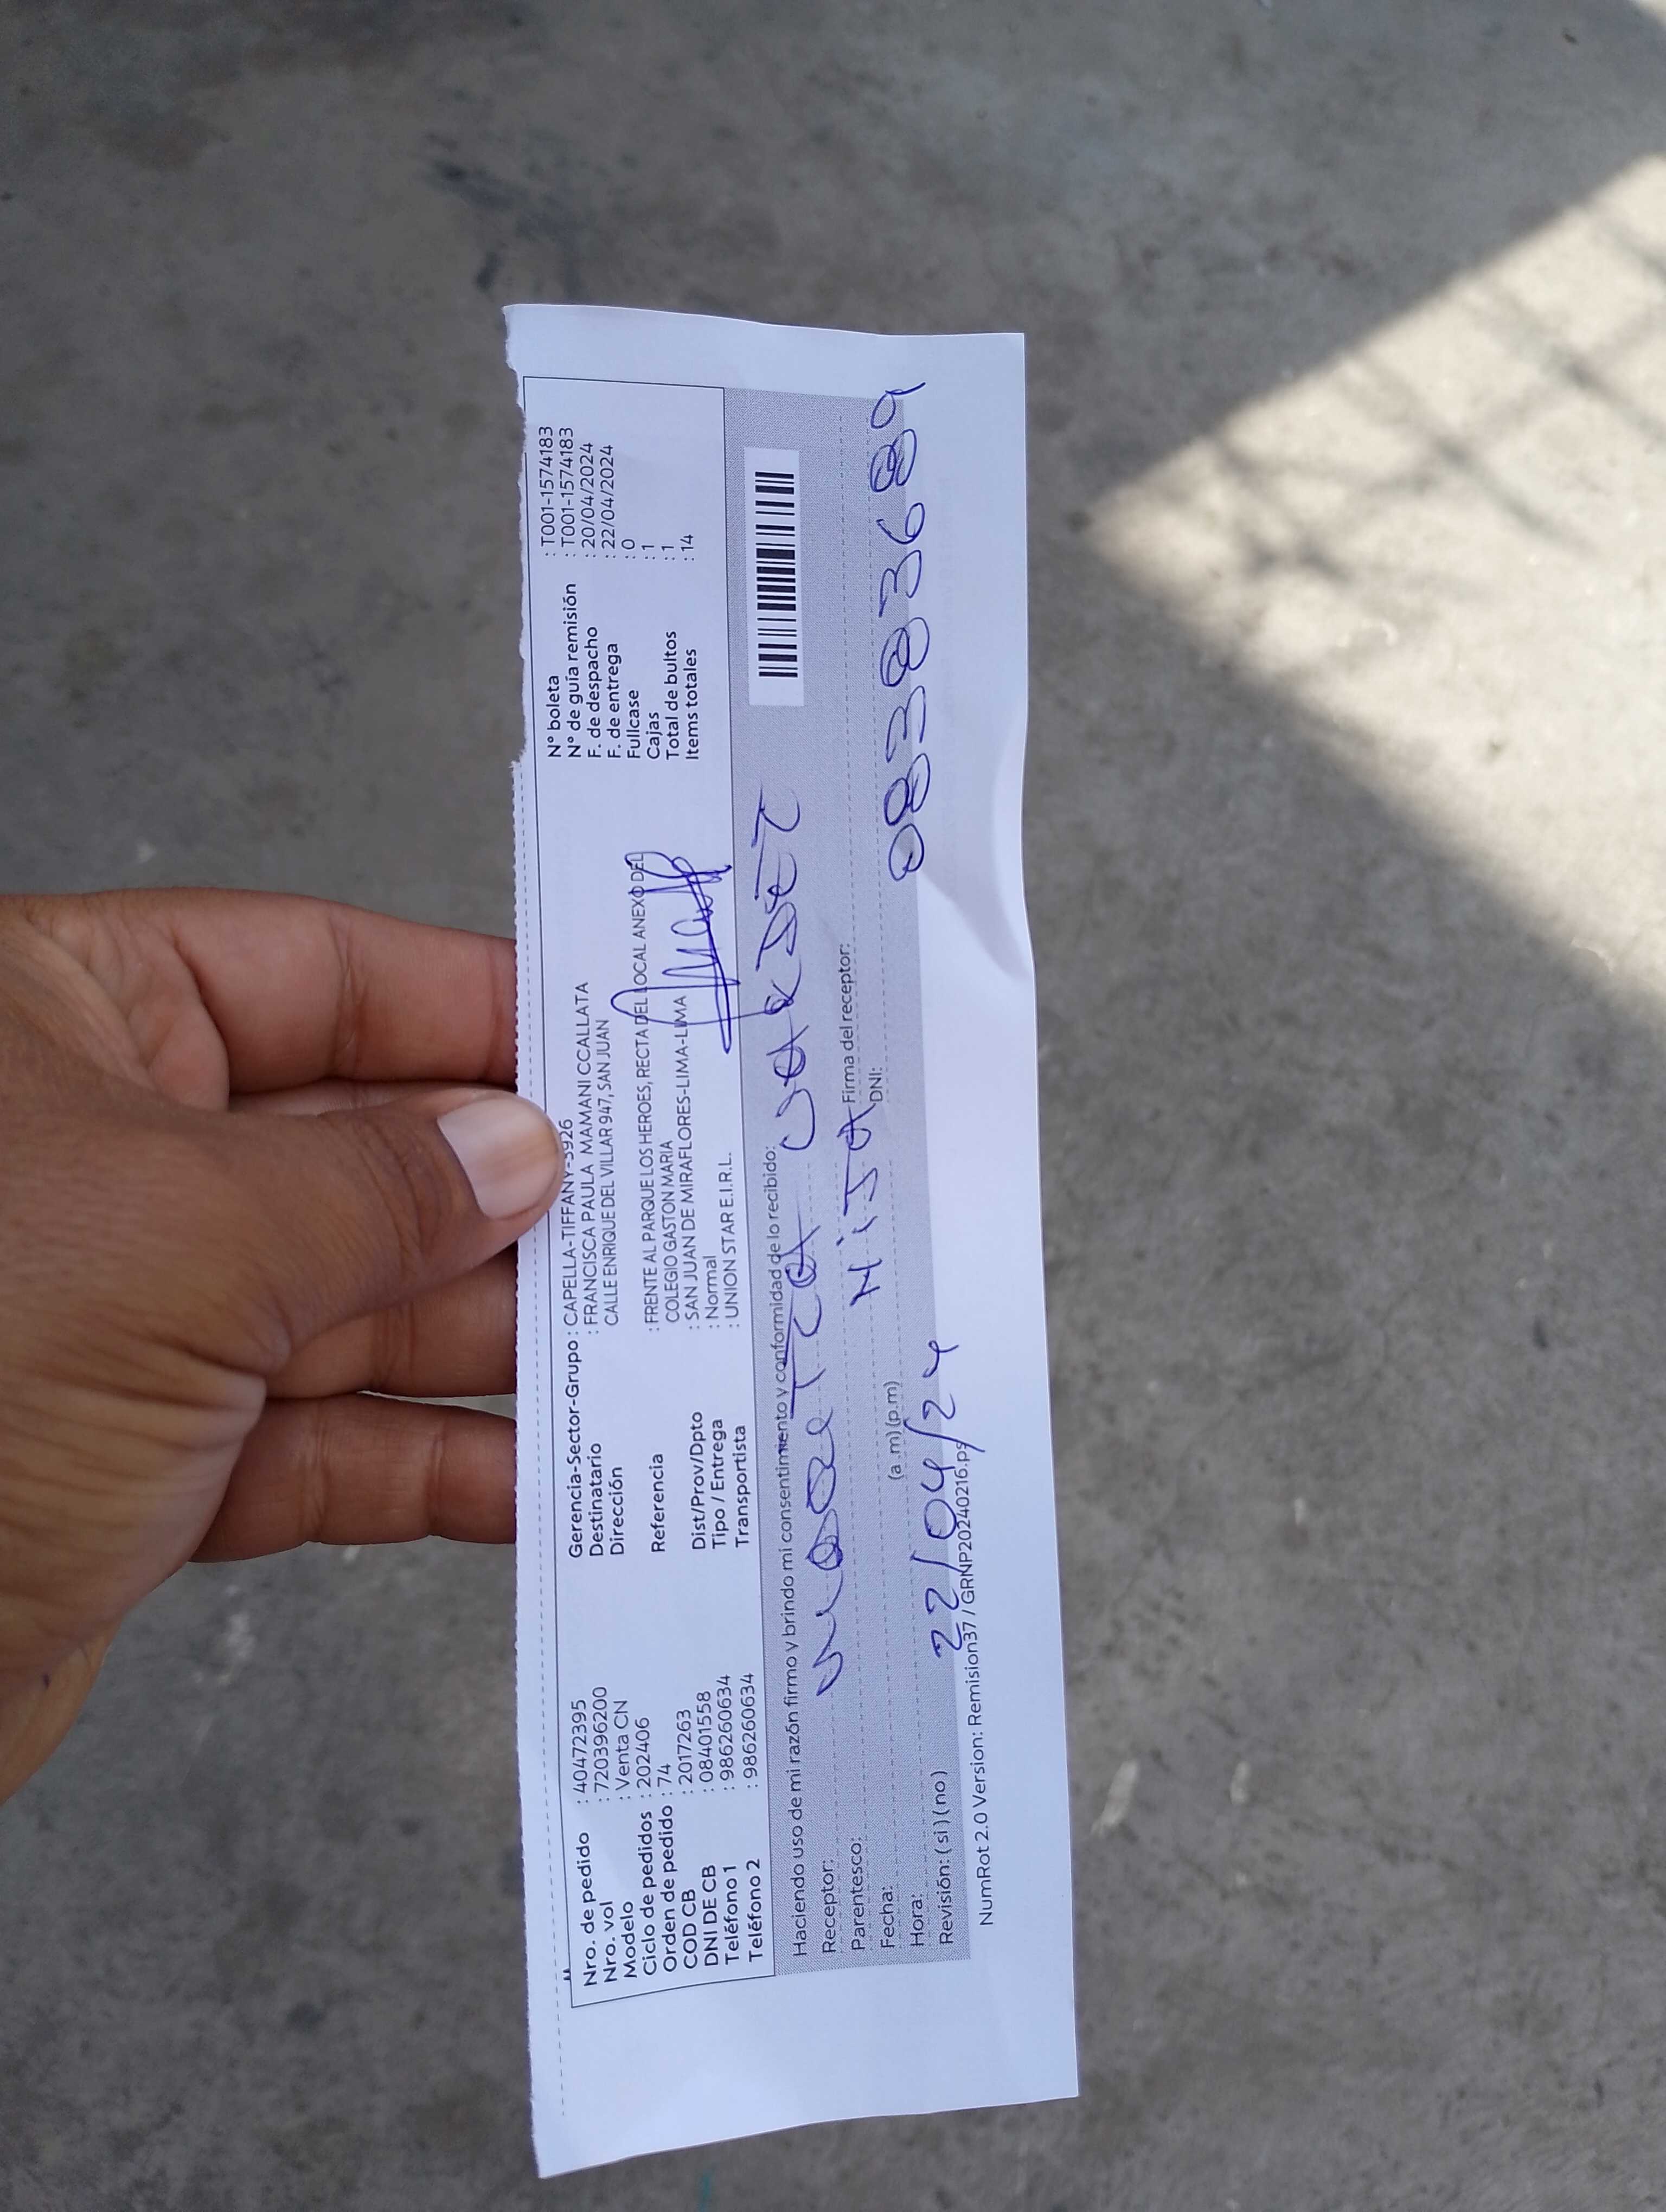 Nro. de pedido : 40472395
Nro. vol : 720396200
Modelo : Venta CN
Ciclo de pedidos : 202406
Orden de pedido : 74
COD CB : 2017263
DNI DE CB : 08401558
Teléfono 1 : 986260634
Teléfono 2 : 986260634
Gerencia-Sector-Grupo : CAPELLA-TIFFANY-3926
Destinatario : FRANCISCA PAULA MAMANI CCALLATA
Dirección CALLE ENRIQUE DEL VILLAR 947, SAN JUAN
Referencia : FRENTE AL PARQUE LOS HEROES, RECTA DEL LOCAL ANEXO DEL
COLEGIO GASTON MARIA
Dist/Prov/Dpto : SAN JUAN DE MIRAFLORES-LIMA-LIMA
Tipo / Entrega : Normal
Transportista : UNION STAR E.I.R.L.
N° boleta : T001-1574183
N° de guía remisión : T001-1574183
F. de despacho : 20/04/2024
F. de entrega : 22/04/2024
Fullcase : 0
Cajas : 1
Total de bultos : 1
Items totales : 14
Haciendo uso de mi razón firmo y brindo mi consentimiento y conformidad de lo recibido:
Receptor:
Parentesco: Hija Firma del receptor:
Fecha: (a .m) (p.m) DNI: 08383689
Hora: 22/04/24
Revisión: ( si ) ( no )
NumRot 2.0 Version: Remision37 / GRNP20240216.ps